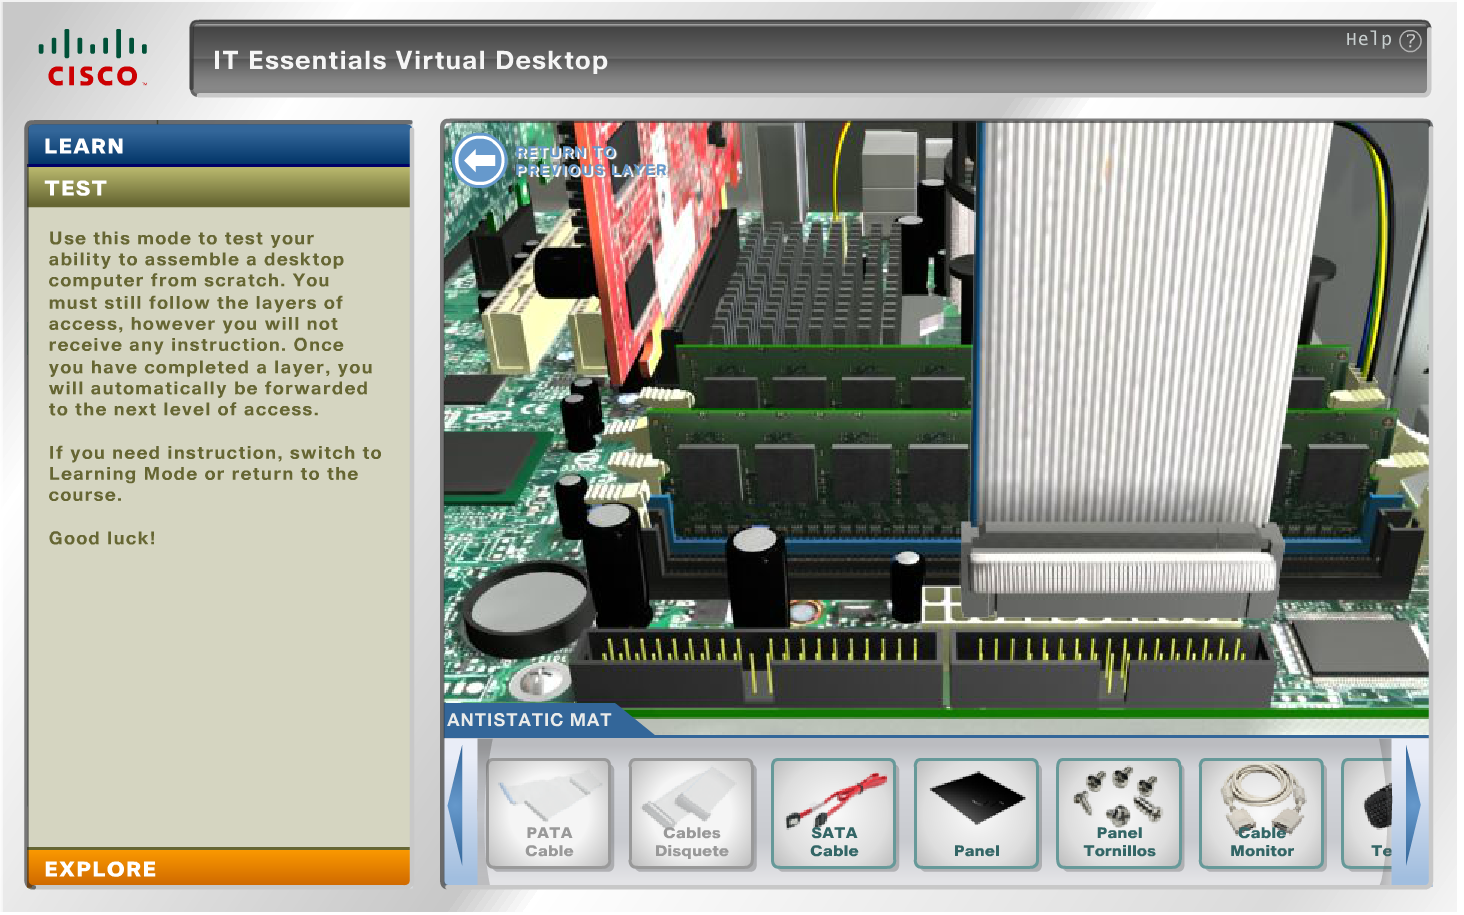 CISCO
IT Essentials Virtual Desktop
Help ?
LEARN
TEST
Use this mode to test your
ability to assemble a desktop
computer from scratch. You
must still follow the layers of
access, however you will not
receive any instruction. Once
you have completed a layer, you
will automatically be forwarded
to the next level of access.
If you need instruction, switch to
Learning Mode or return to the
course.
Good luck!
EXPLORE
RETURN TO
PREVIOUS LAYER
ANTISTATIC MAT
PATA
Cable
Cables
Disquete
SATA
Cable
Panel
Panel
Tornillos
Cable
Monitor
Te